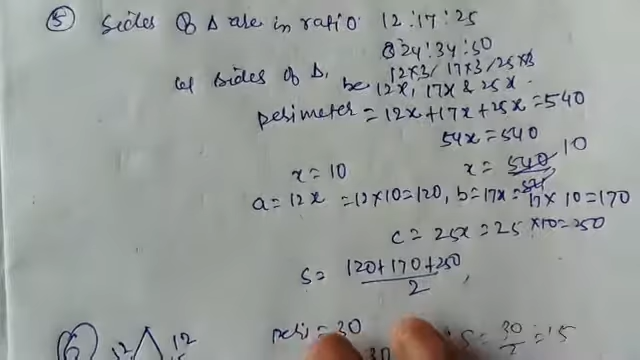 ⑤ Sides of Δ are in ratio 12:17:25
24:34:50
12×3/17×3/25×3
let sides of Δ, be 12x, 17x & 25x.
perimeter = 12x+17x+25x=540
54x = 540
x = 10 x = 540/54 10
a = 12x = 12×10=120, b=17x = 17×10=170
c = 25x = 25×10=250
s = 120+170+250/2,
⑥ 12 12 peri = 30 s = 30/2 = 15
30